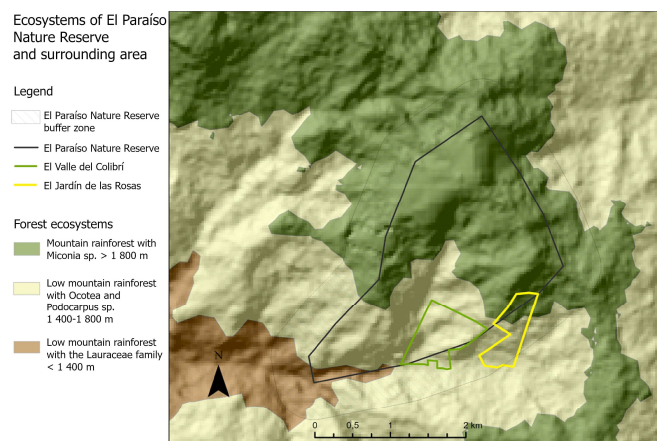 Ecosystems of El Paraíso
Nature Reserve
and surrounding area
Legend
El Paraíso Nature Reserve
buffer zone
El Paraíso Nature Reserve
El Valle del Colibrí
El Jardín de las Rosas
Forest ecosystems
Mountain rainforest with
Miconia sp. > 1 800 m
Low mountain rainforest
with Ocotea and
Podocarpus sp.
1 400-1 800 m
Low mountain rainforest
with the Lauraceae family
< 1 400 m
N
0 0,5 1 2 km